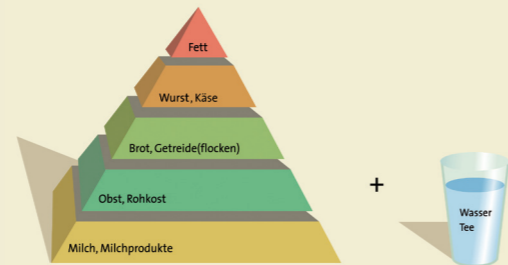 Fett
Wurst, Käse
Brot, Getreide(flocken)
Obst, Rohkost
Milch, Milchprodukte
+
Wasser
Tee